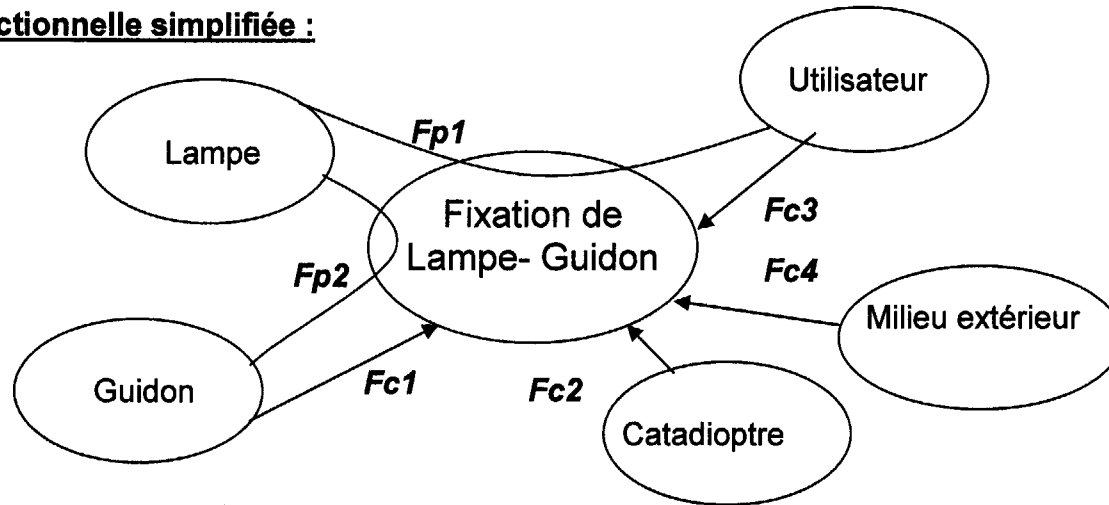 ctionnelle simplifiée :
Utilisateur
Lampe
Fp1
Fixation de
Lampe- Guidon
Fc3
Fp2
Fc4
Milieu extérieur
Guidon
Fc1
Fc2
Catadioptre